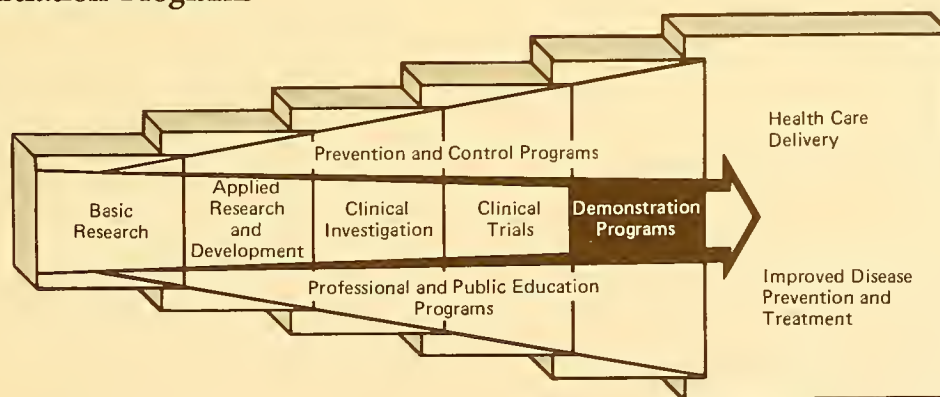 Prevention and Control Programs
Basic
Research
Applied
Research
and
Development
Clinical
Investigation
Clinical
Trials
Demonstration
Programs
Professional and Public Education
Programs
Health Care
Delivery
Improved Disease
Prevention and
Treatment